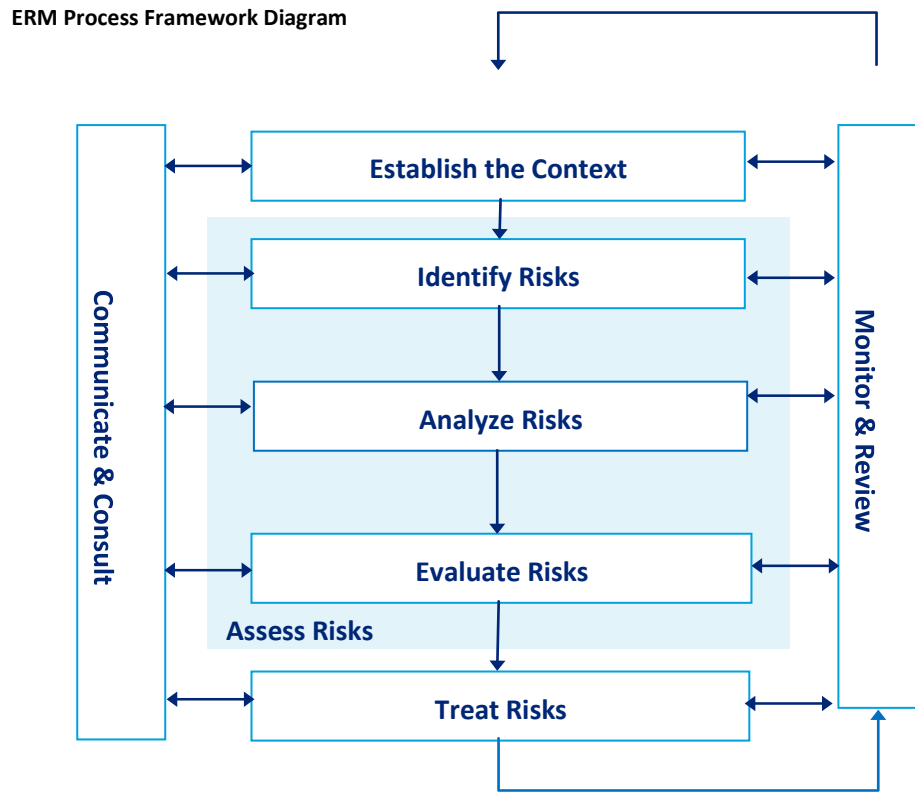 ERM Process Framework Diagram
Establish the Context
Identify Risks
Analyze Risks
Evaluate Risks
Assess Risks
Treat Risks
Communicate & Consult
Monitor & Review